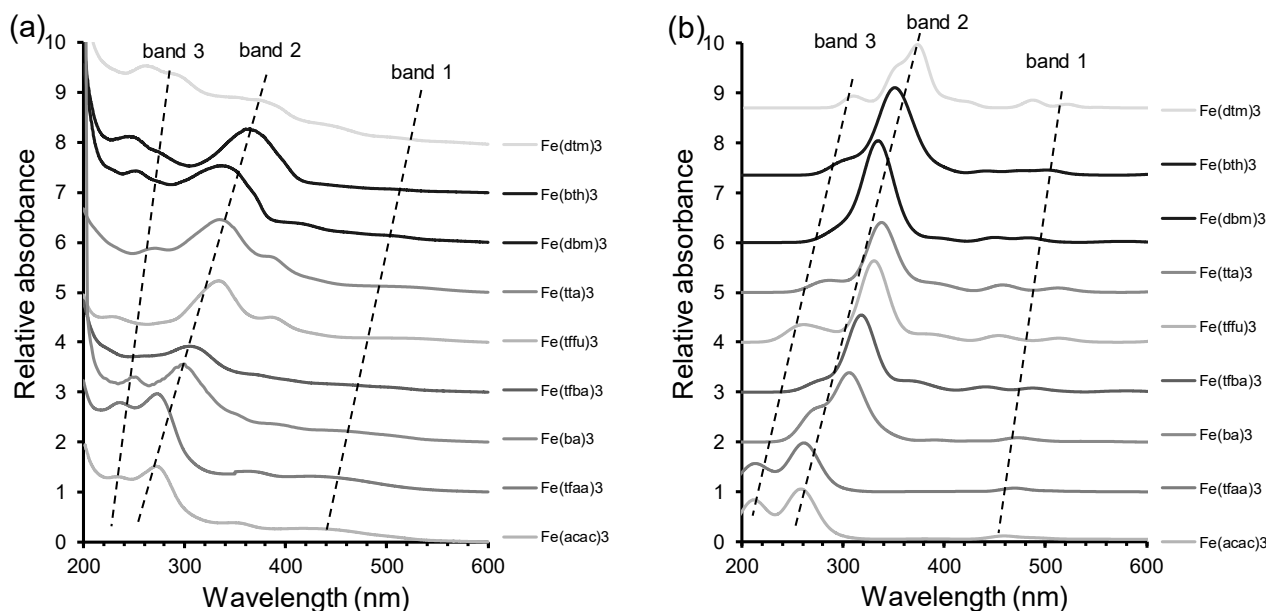 (a)
band 3
band 2
band 1
Relative absorbance
10
9
8
7
6
5
4
3
2
1
0
200
300
400
500
600
Wavelength (nm)
Fe(dtm)3
Fe(bth)3
Fe(dbm)3
Fe(tta)3
Fe(tffu)3
Fe(tfba)3
Fe(ba)3
Fe(tfaa)3
Fe(acac)3
(b)
band 3
band 2
band 1
Relative absorbance
10
9
8
7
6
5
4
3
2
1
0
200
300
400
500
600
Wavelength (nm)
Fe(dtm)3
Fe(bth)3
Fe(dbm)3
Fe(tta)3
Fe(tffu)3
Fe(tfba)3
Fe(ba)3
Fe(tfaa)3
Fe(acac)3